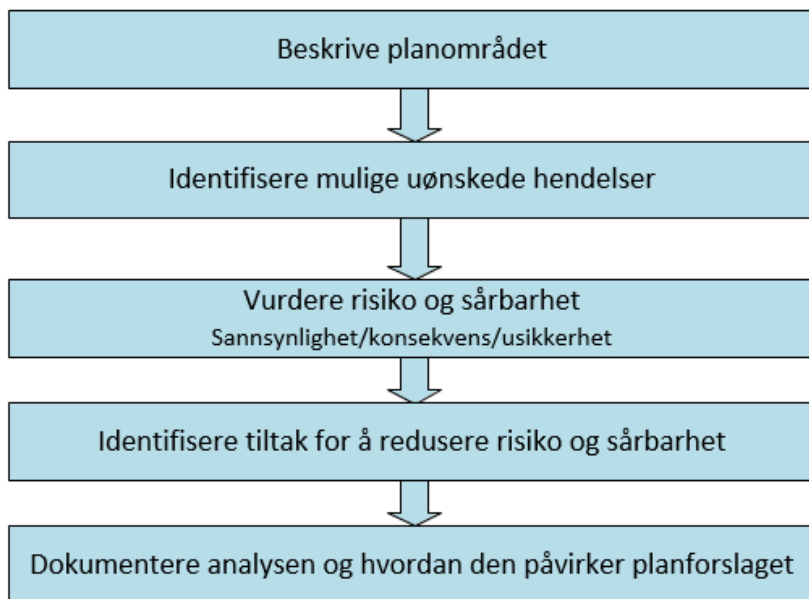 Beskrive planområdet
Identifisere mulige uønskede hendelser
Vurdere risiko og sårbarhet
Sannsynlighet/konsekvens/usikkerhet
Identifisere tiltak for å redusere risiko og sårbarhet
Dokumentere analysen og hvordan den påvirker planforslaget